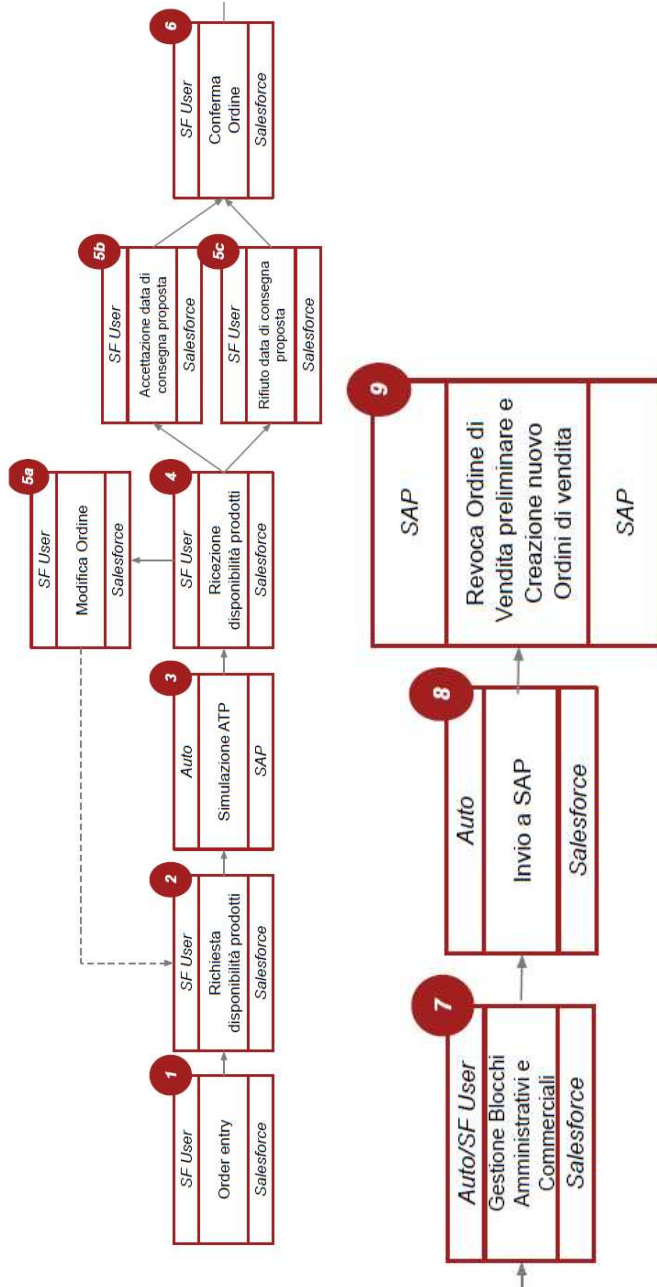 1
SF User
Order entry
Salesforce
2
SF User
Richiesta
disponibilità prodotti
Salesforce
3
Auto
Simulazione ATP
SAP
4
SF User
Ricezione
disponibilità prodotti
Salesforce
5a
SF User
Modifica Ordine
Salesforce
5b
SF User
Accettazione data di
consegna proposta
Salesforce
5c
SF User
Rifiuto data di consegna
proposta
Salesforce
6
SF User
Conferma
Ordine
Salesforce
7
Auto/SF User
Gestione Blocchi
Amministrativi e
Commerciali
Salesforce
8
Auto
Invio a SAP
Salesforce
9
SAP
Revoca Ordine di
Vendita preliminare e
Creazione nuovo
Ordini di vendita
SAP